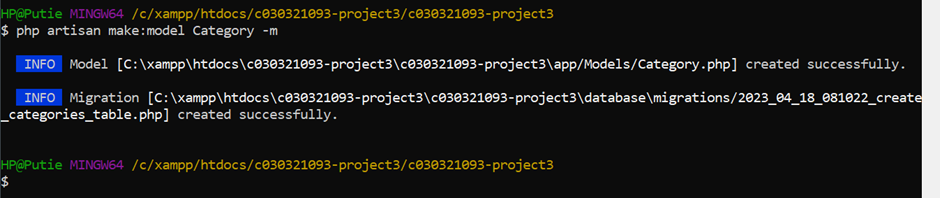 HP@Putie MINGW64 /c/xampp/htdocs/c030321093-project3/c030321093-project3
$ php artisan make:model Category -m
INFO Model [C:\xampp\htdocs\c030321093-project3\c030321093-project3\app/Models/Category.php] created successfully.
INFO Migration [C:\xampp\htdocs\c030321093-project3\c030321093-project3\database\migrations/2023_04_18_081022_create
_categories_table.php] created successfully.
HP@Putie MINGW64 /c/xampp/htdocs/c030321093-project3/c030321093-project3
$